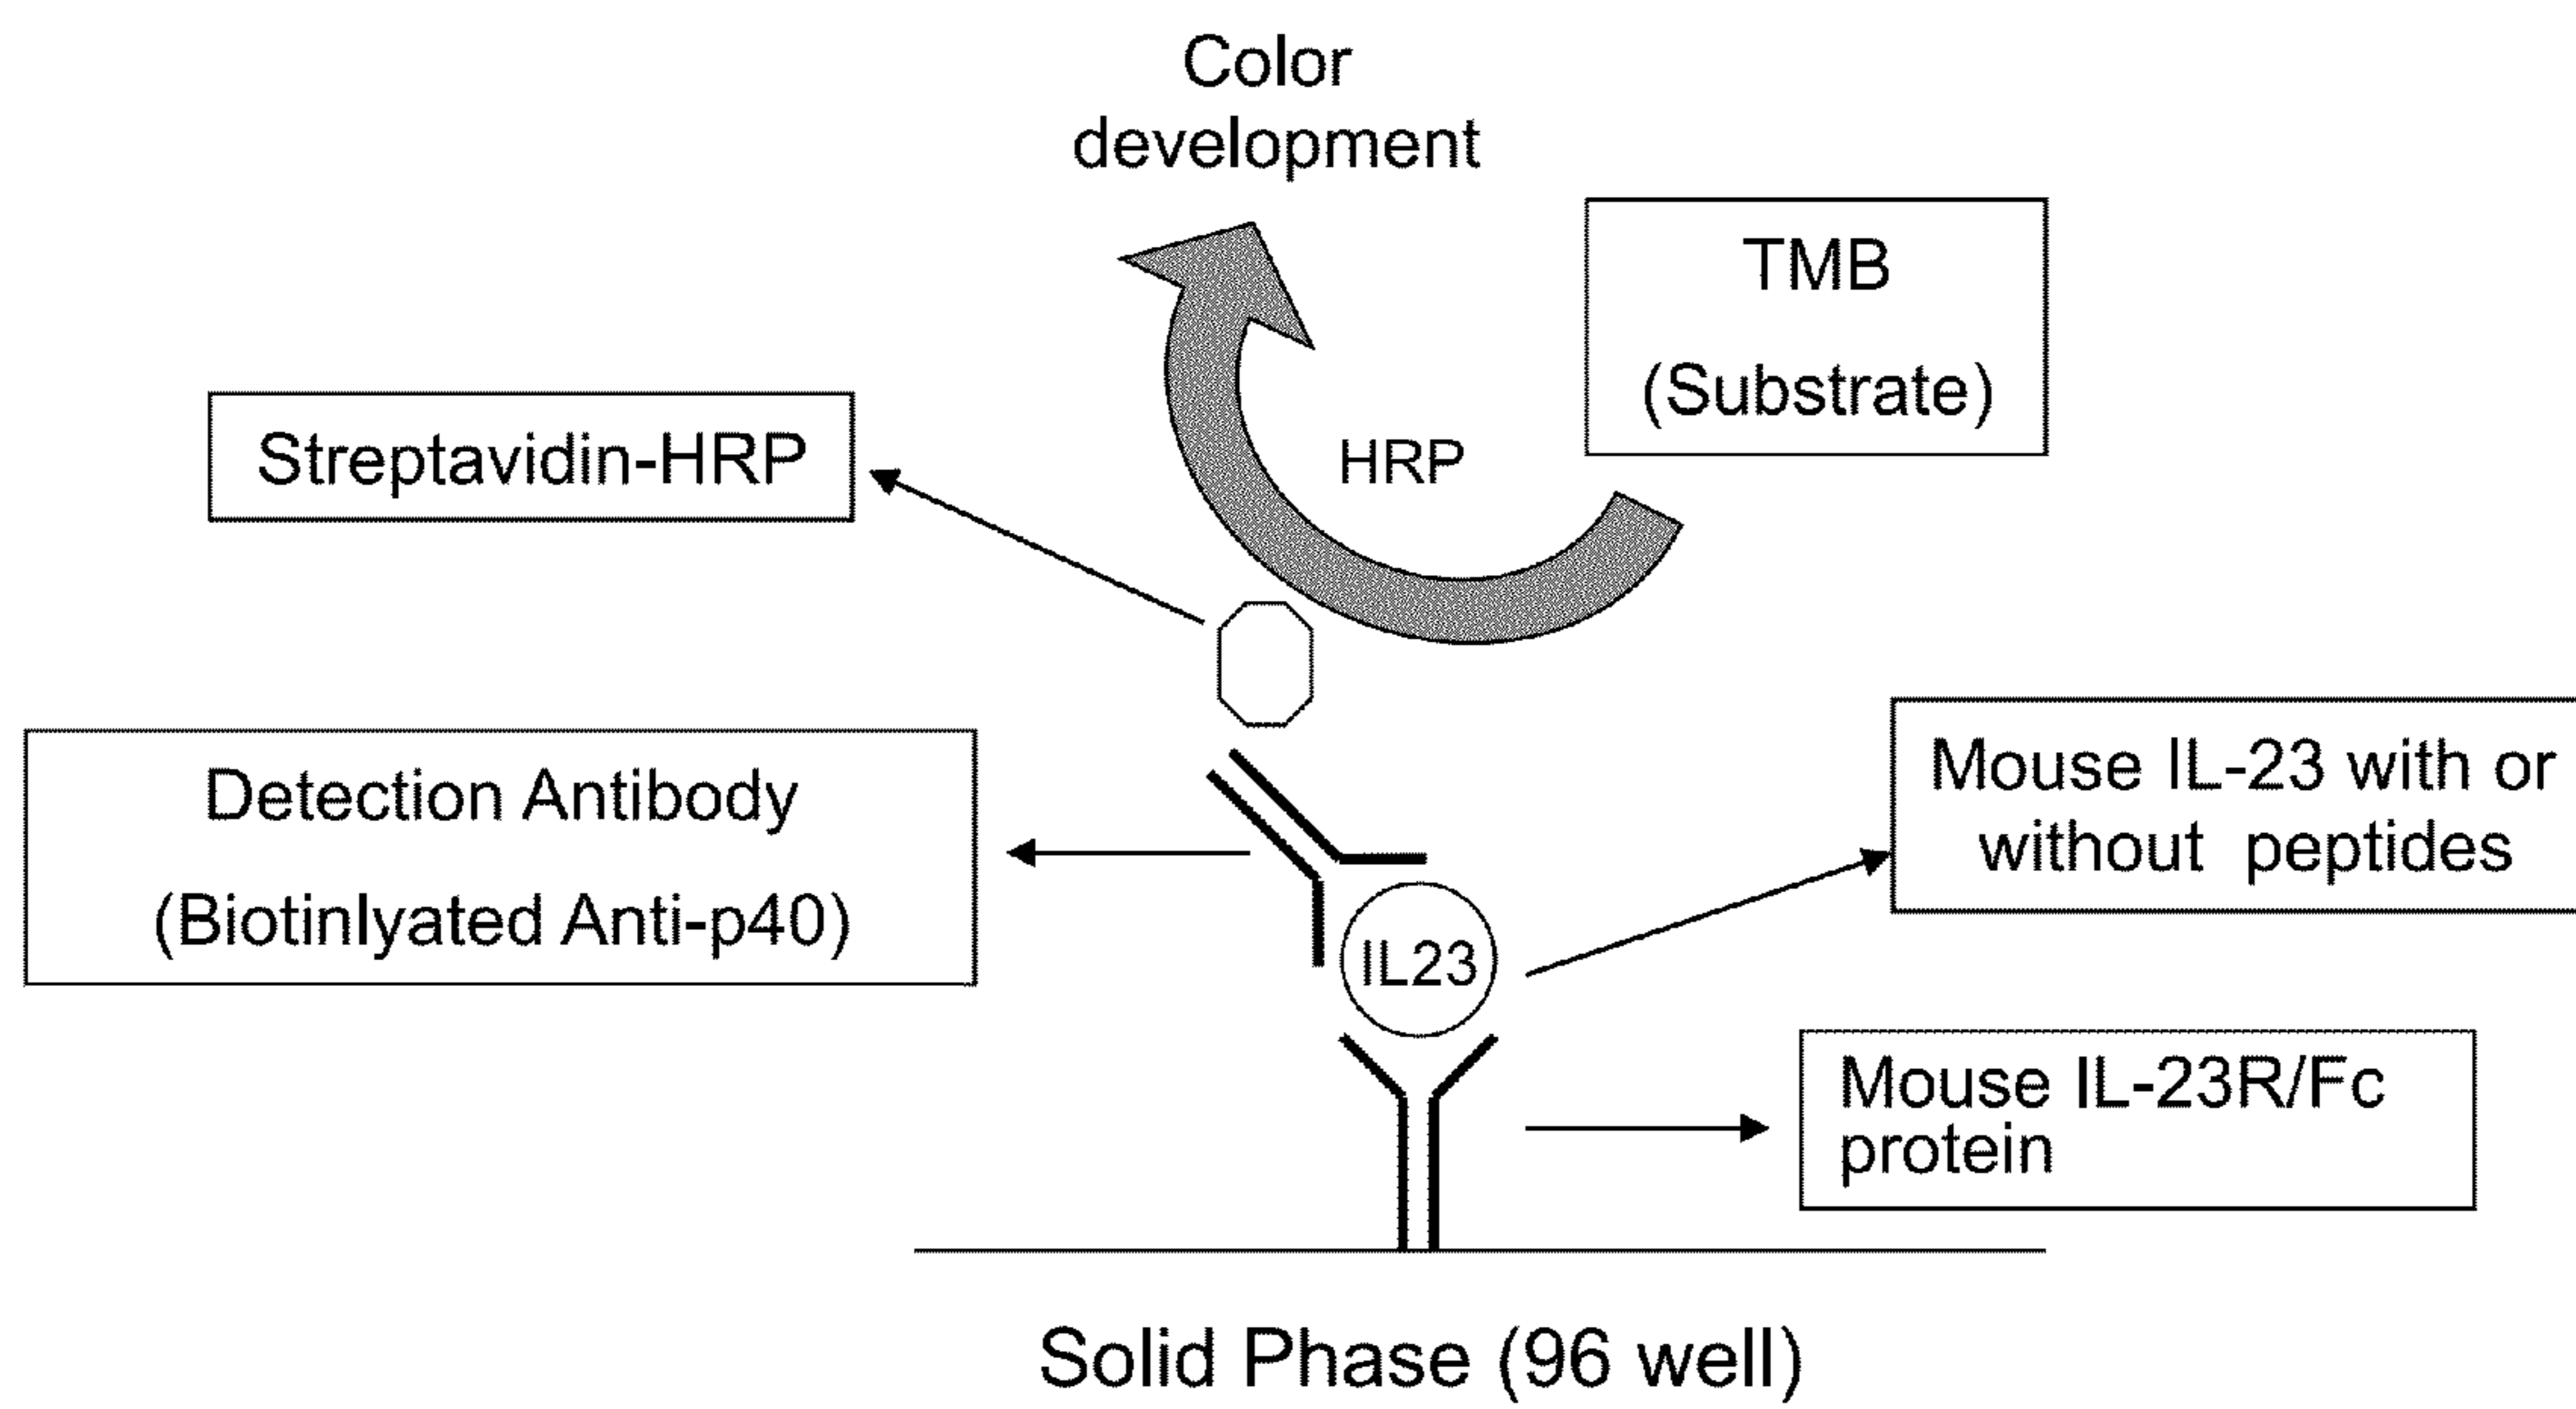 Color
development
TMB
(Substrate)
HRP
Streptavidin-HRP
Detection Antibody
(Biotinlyated Anti-p40)
Mouse IL-23 with or
without peptides
IL23
Mouse IL-23R/Fc
protein
Solid Phase (96 well)